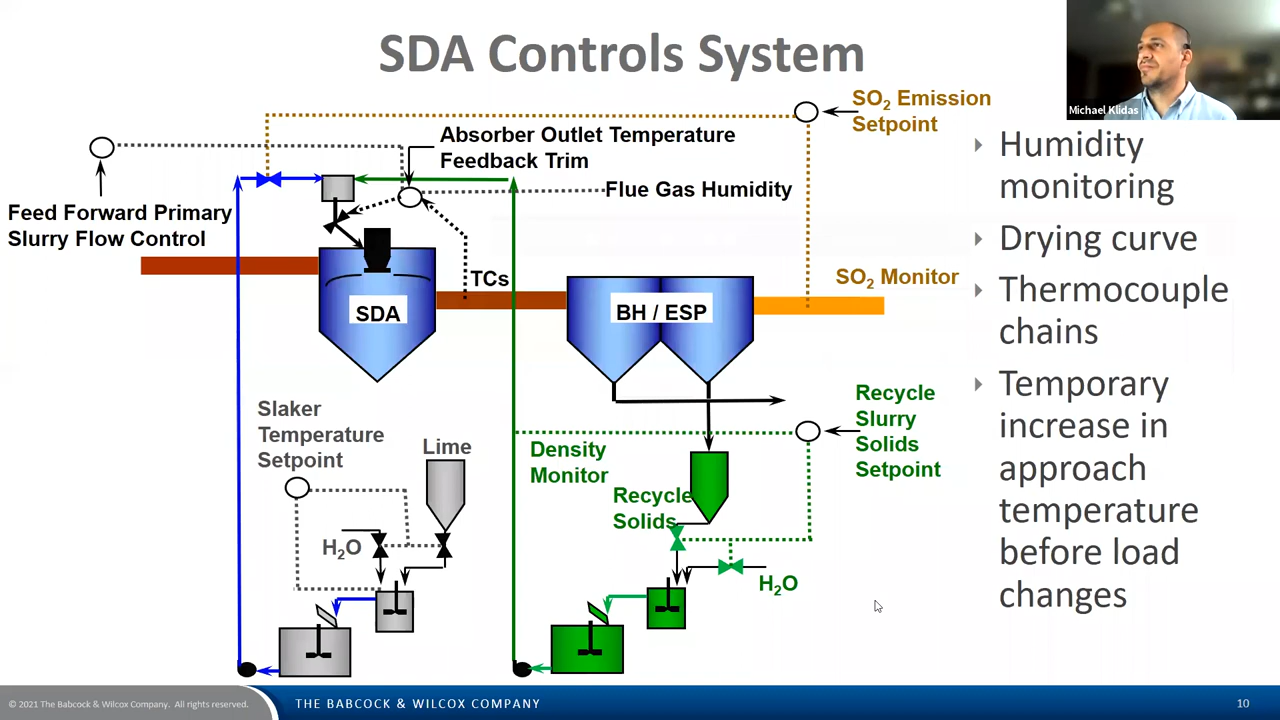 SDA Controls System
Michael Klidas
SO2 Emission
Setpoint
Absorber Outlet Temperature
Feedback Trim
Flue Gas Humidity
Feed Forward Primary
Slurry Flow Control
TCs
SO2 Monitor
SDA
BH / ESP
Slaker
Temperature
Setpoint
Lime
H2O
Density
Monitor
Recycle
Solids
Recycle
Slurry
Solids
Setpoint
H2O
Humidity
monitoring
Drying curve
Thermocouple
chains
Temporary
increase in
approach
temperature
before load
changes
© 2021 The Babcock & Wilcox Company. All rights reserved.
THE BABCOCK & WILCOX COMPANY
10